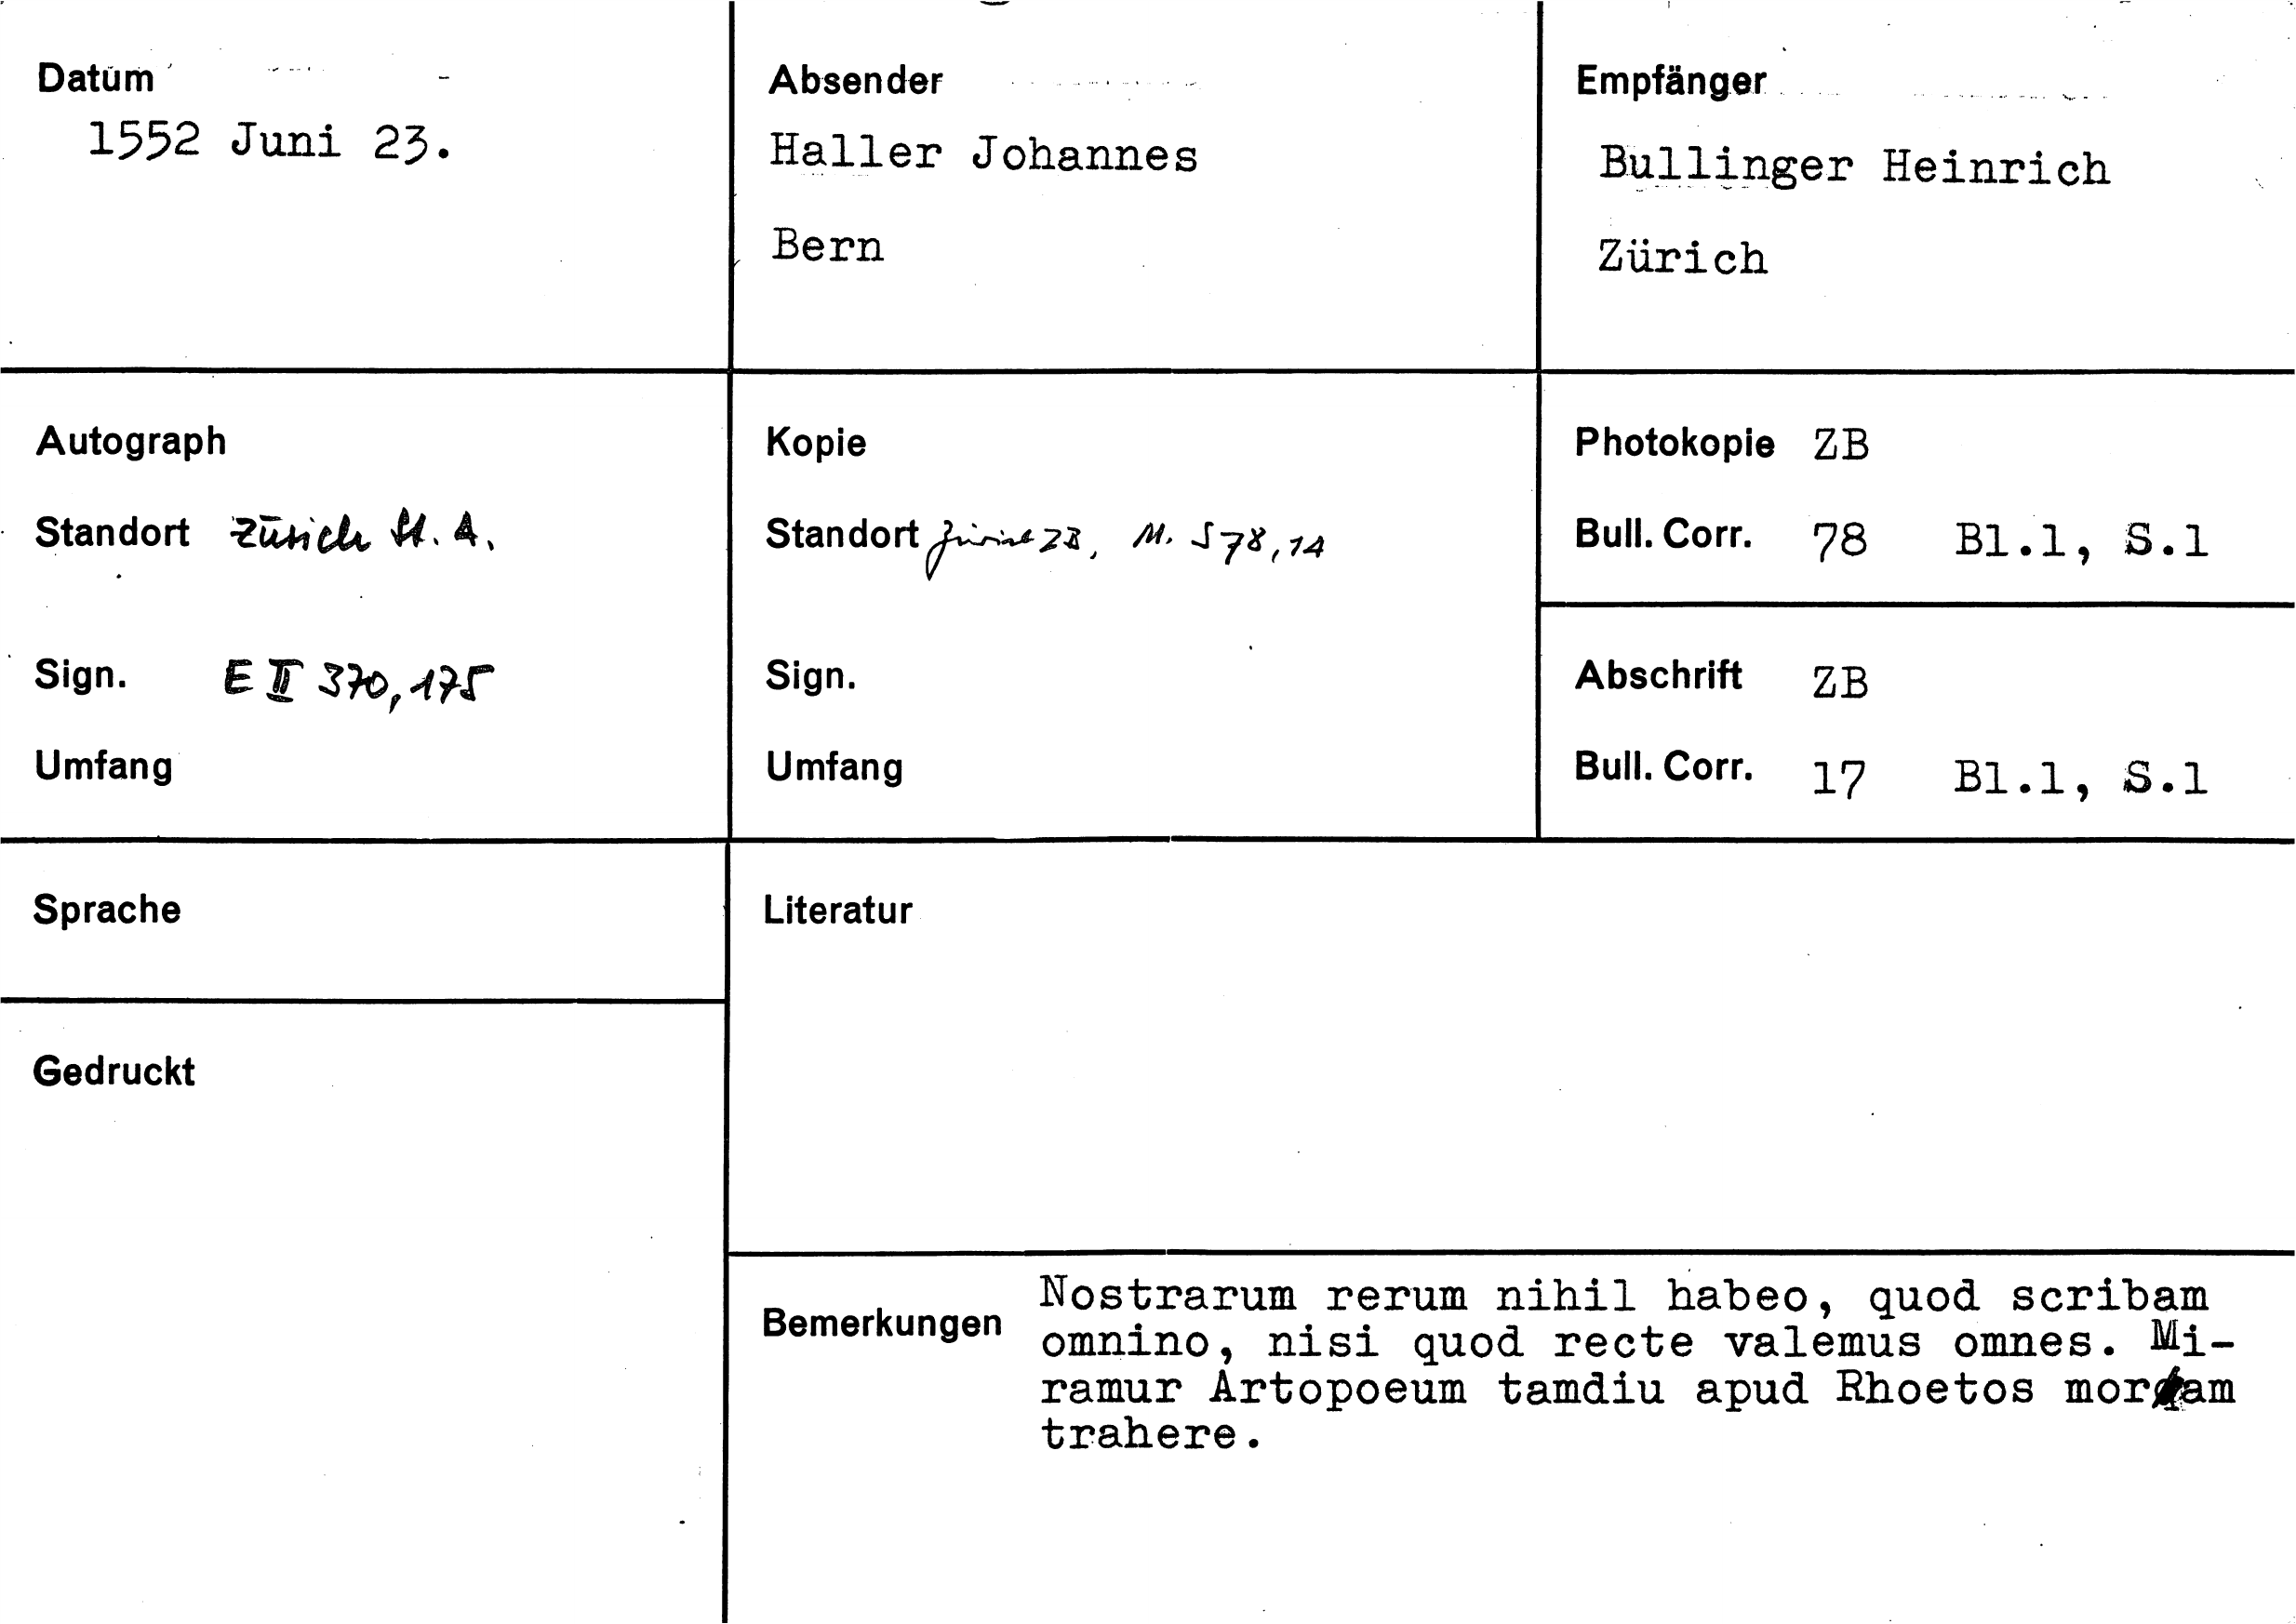 Datum
1552 Juni 23.
Absender
Haller Johannes
Bern
Empfänger
Bullinger Heinrich
Zürich
Autograph
Standort Zürich St. A.
Sign. E II 370, 175
Umfang
Kopie
Standort Zürich ZB, M. S 78, 14
Sign.
Umfang
Photokopie ZB
Bull. Corr. 78 Bl.1, S.1
Abschrift ZB
Bull. Corr. 17 Bl.1, S.1
Sprache
Gedruckt
Literatur
Bemerkungen
Nostrarum rerum nihil habeo, quod scribam
omnino, nisi quod recte valemus omnes. Mi-
ramur Artopoeum tamdiu apud Rhoetos moram
trahere.